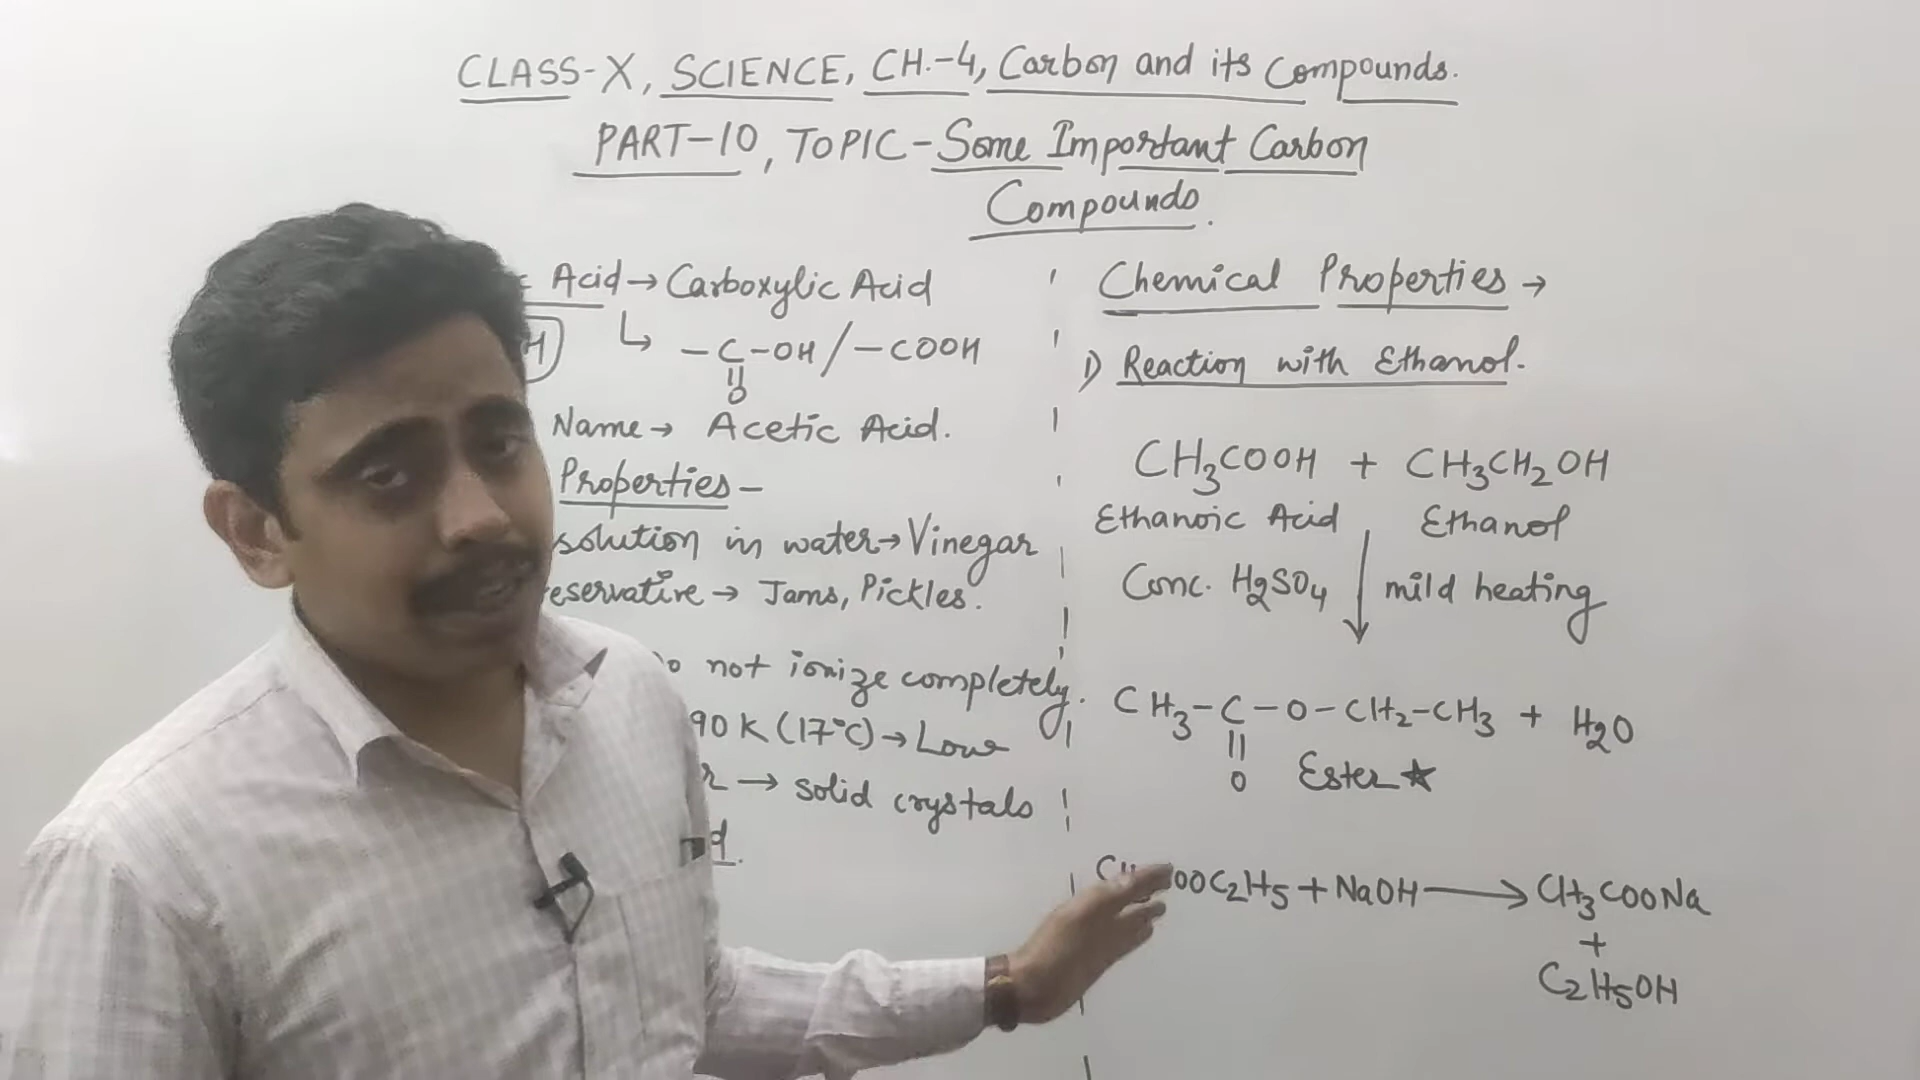 CLASS-X, SCIENCE, CH.-4, Carbon and its Compounds.
PART-10, TOPIC-Some Important Carbon
Compounds.
Acid → Carboxylic Acid
↳ -C-OH / -COOH
||
O
Name → Acetic Acid.
Properties -
solution in water → Vinegar
→ Jams, Pickles.
not ionize completely.
90 K (17°C) → Low
→ solid crystals
Chemical Properties →
1) Reaction with Ethanol.
CH3COOH + CH3CH2OH
Ethanoic Acid Ethanol
Conc. H2SO4 ↓ mild heating
CH3-C-O-CH2-CH3 + H2O
||
O Ester ★
OOC2H5 + NaOH → CH3COONa
+
C2H5OH